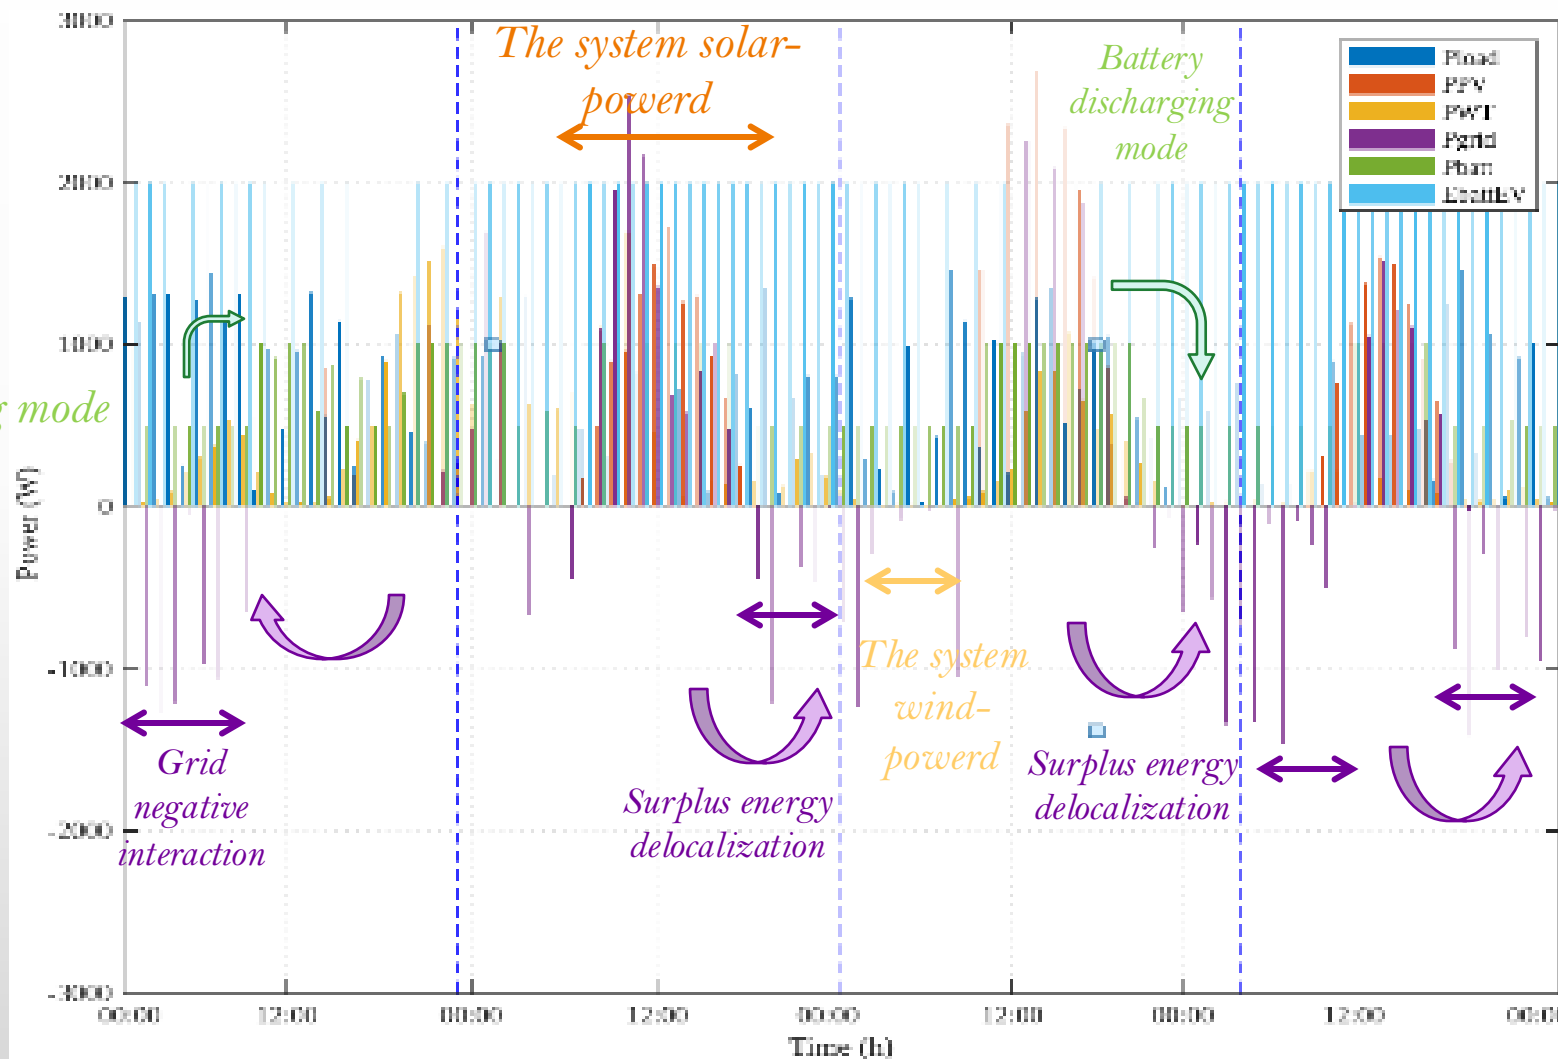 3000
The system solar-
powerd
Battery
discharging
mode
Pload
PPV
PWT
Pgrid
Pbatt
EbattEV
2000
1000
g mode
Power (W)
0
-1000
The system
wind-
powerd
Grid
negative
interaction
Surplus energy
delocalization
Surplus energy
delocalization
-2000
-3000
00:00 12:00 00:00 12:00 00:00 12:00 00:00 12:00 00:0
Time (h)